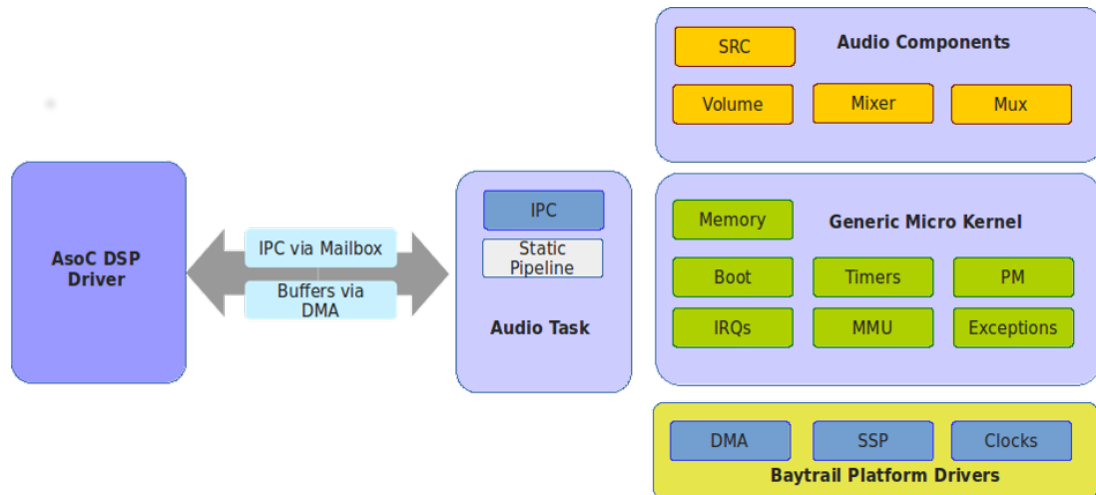 SRC
Audio Components
Volume
Mixer
Mux
AsoC DSP
Driver
IPC via Mailbox
Buffers via
DMA
IPC
Static
Pipeline
Audio Task
Memory
Generic Micro Kernel
Boot
Timers
PM
IRQs
MMU
Exceptions
DMA
SSP
Clocks
Baytrail Platform Drivers